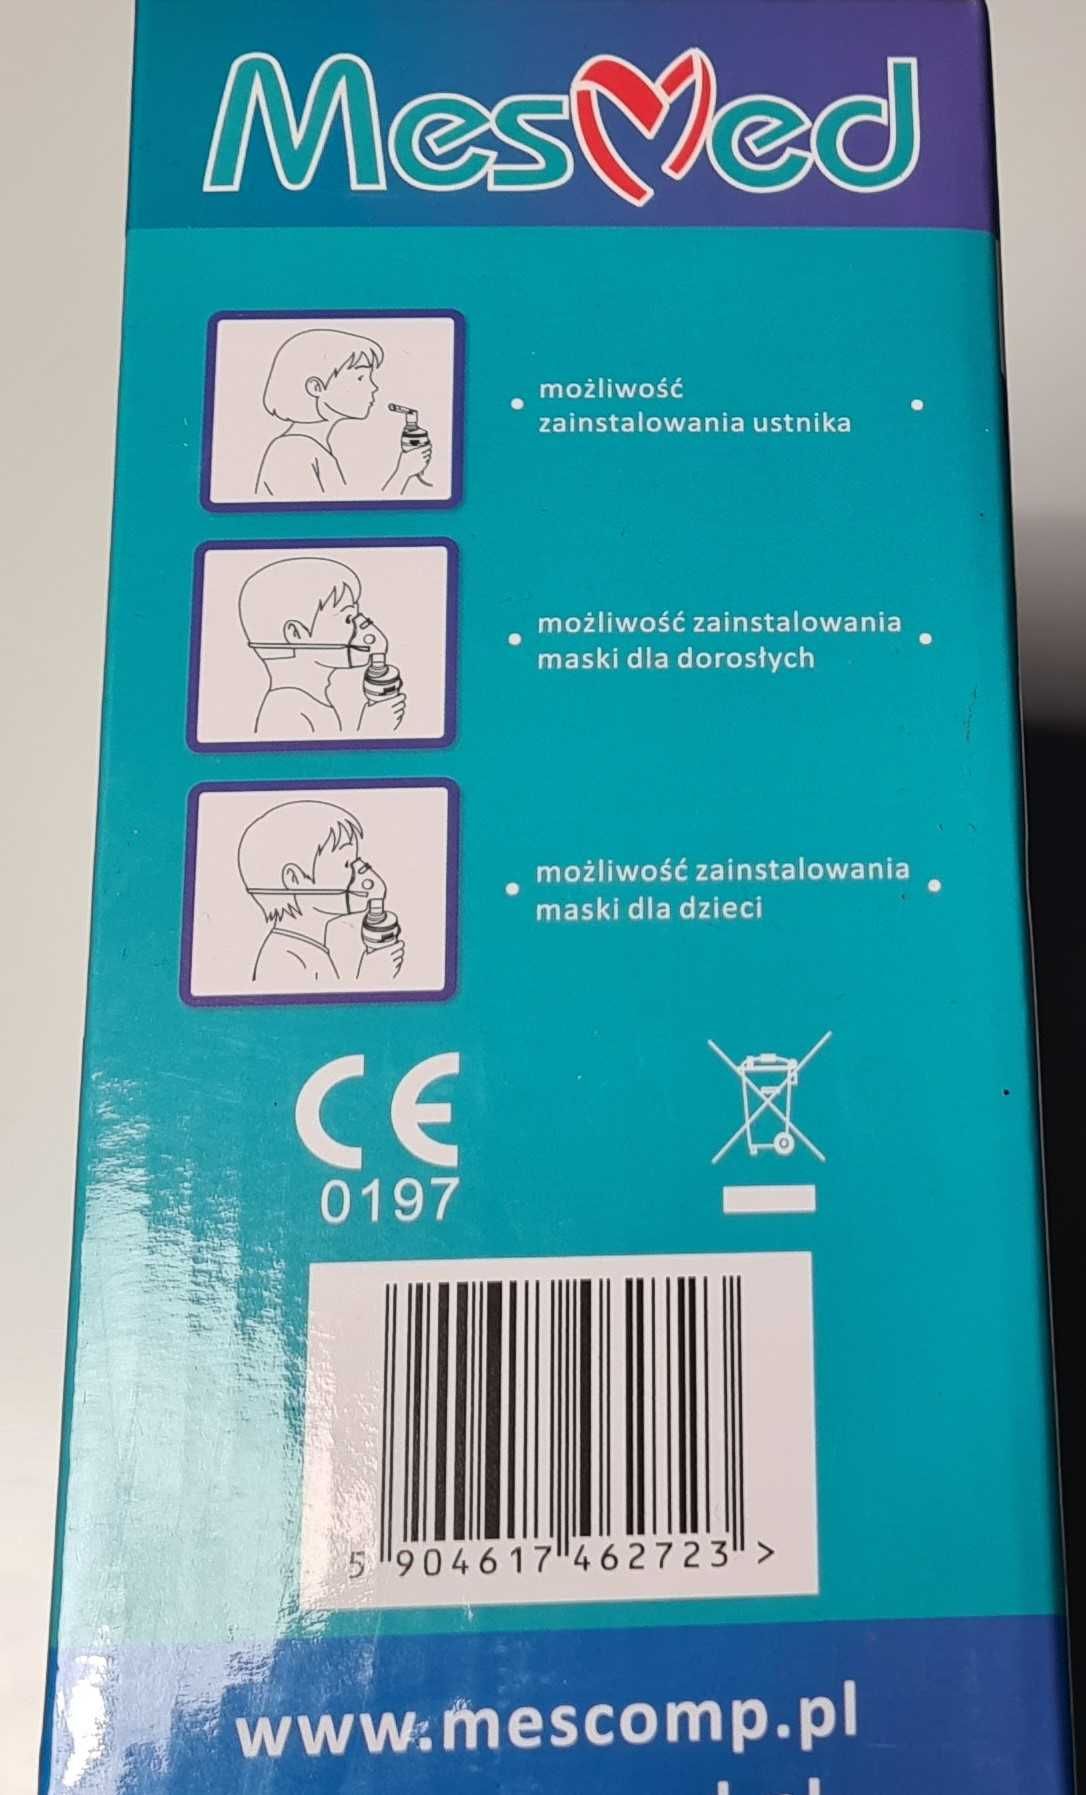 MesMed
możliwość
zainstalowania ustnika
możliwość zainstalowania
maski dla dorosłych
możliwość zainstalowania
maski dla dzieci
CE
0197
5 904617 462723 >
www.mescomp.pl